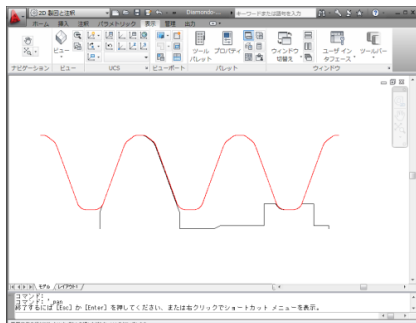 2D 製図と注釈
Diamondo...
キーワードまたは語句を入力
ホーム 挿入 注釈 パラメトリック 表示 管理 出力
ナビゲーション
ビュー
ビュー
UCS
ビューポート
ツール パレット
プロパティ
パレット
ウィンドウ 切替え
ユーザ イン タフェース
ツールバー
ウィンドウ
モデル / レイアウト1
コマンド:
コマンド: '_pan
終了するには [Esc] か [Enter] を押してください、または右クリックでショートカット メニューを表示。